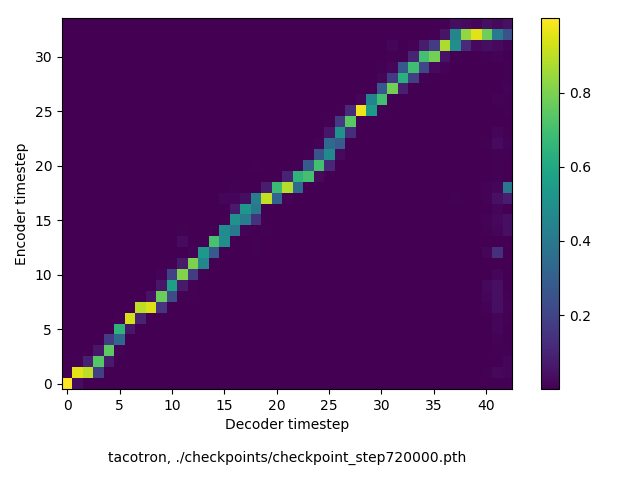 30
25
20
15
10
5
0
Encoder timestep
0 5 10 15 20 25 30 35 40
Decoder timestep
0.8
0.6
0.4
0.2
tacotron, ./checkpoints/checkpoint_step720000.pth